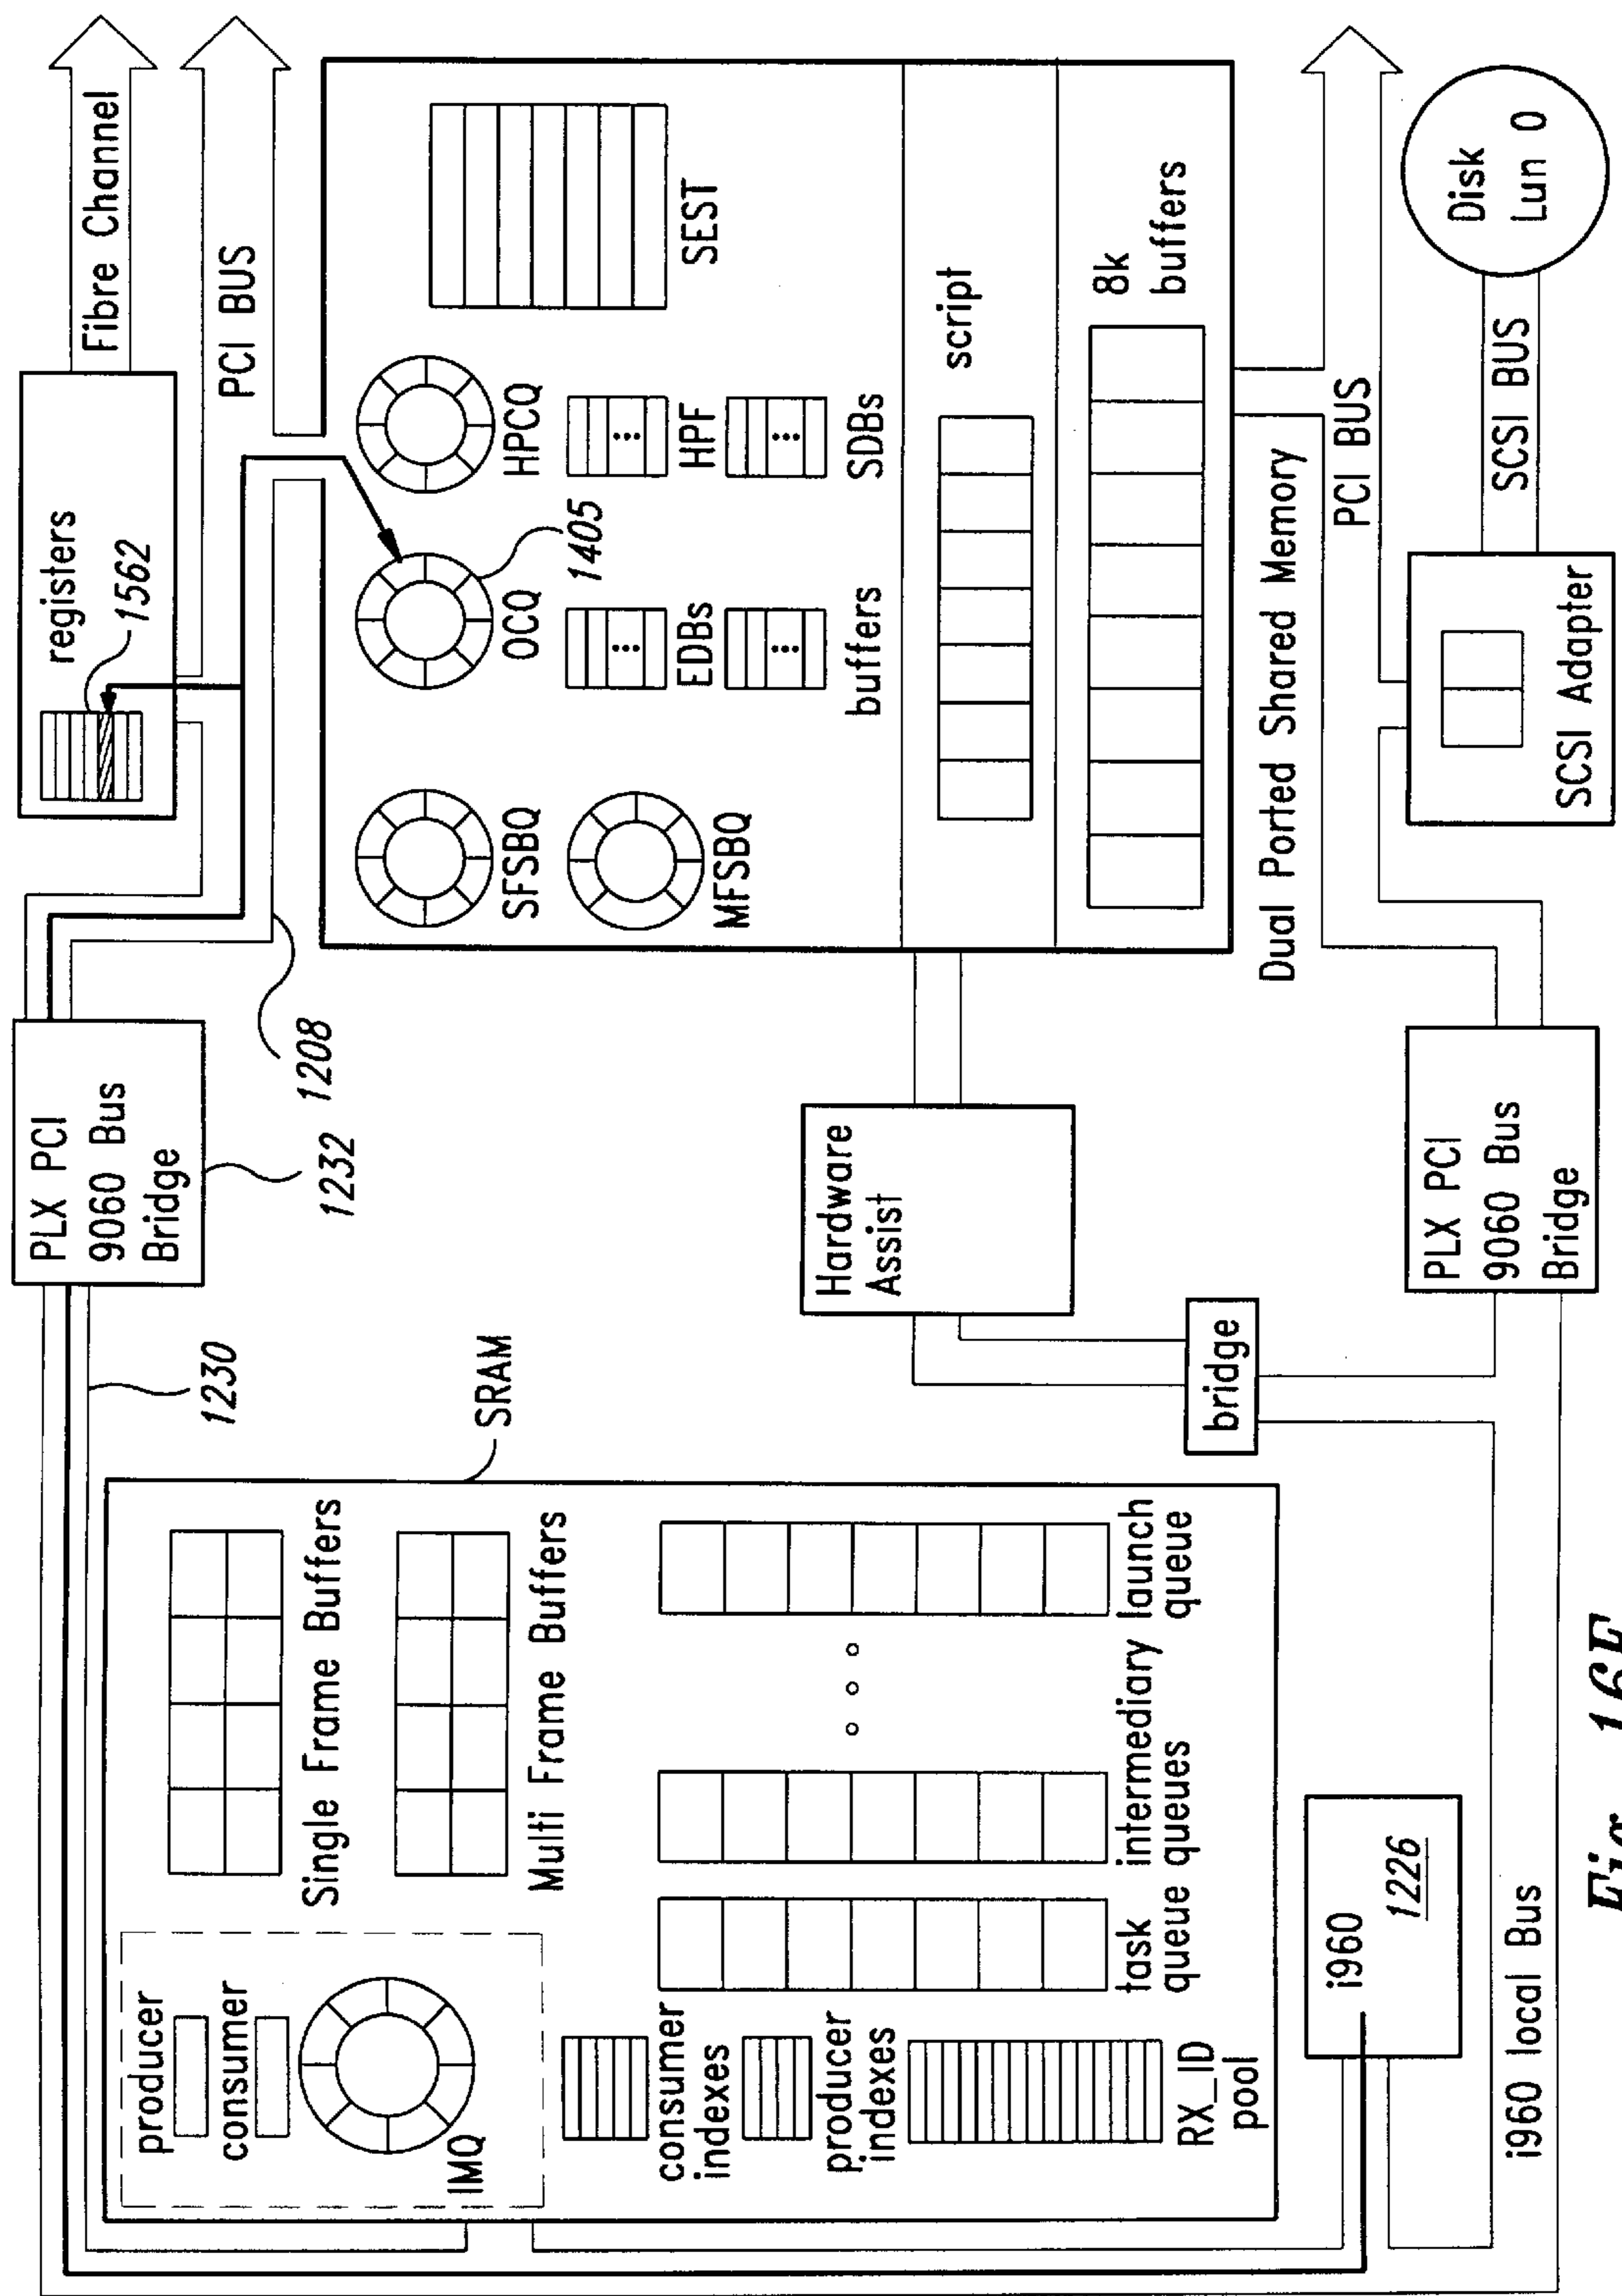 PLX PCI
9060 Bus
Bridge
1232
1230
1208
registers
1562
Fibre Channel
PCI BUS
SRAM
producer
consumer
IMQ
Single Frame Buffers
Multi Frame Buffers
consumer
indexes
producer
indexes
RX_ID
pool
task
queue
intermediary
queues
launch
queue
i960
1226
i960 local Bus
bridge
Hardware
Assist
SFSBQ
MFSBQ
OCQ
1405
HPCQ
EDBs
HPF
buffers
SDBs
SEST
script
8k
buffers
Dual Ported Shared Memory
PCI BUS
PLX PCI
9060 Bus
Bridge
SCSI Adapter
SCSI BUS
Disk
Lun 0